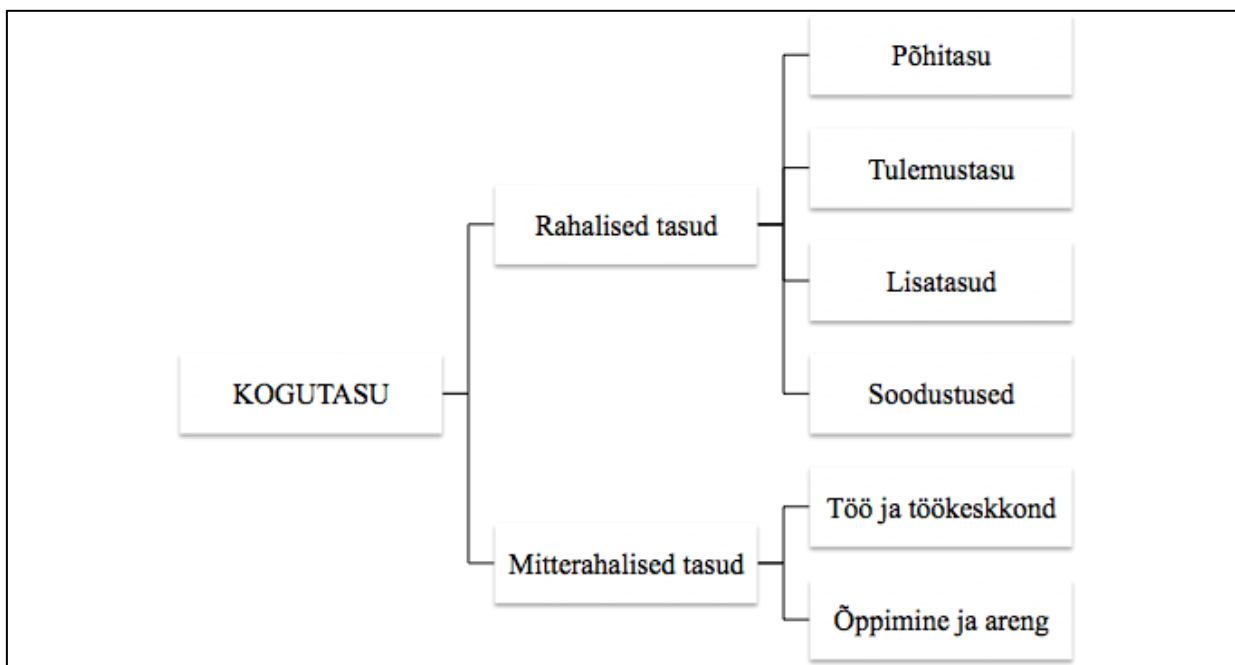 Põhitasu
Tulemustasu
Rahalised tasud
Lisatasud
KOGUTASU
Soodustused
Töö ja töökeskkond
Mitterahalised tasud
Õppimine ja areng